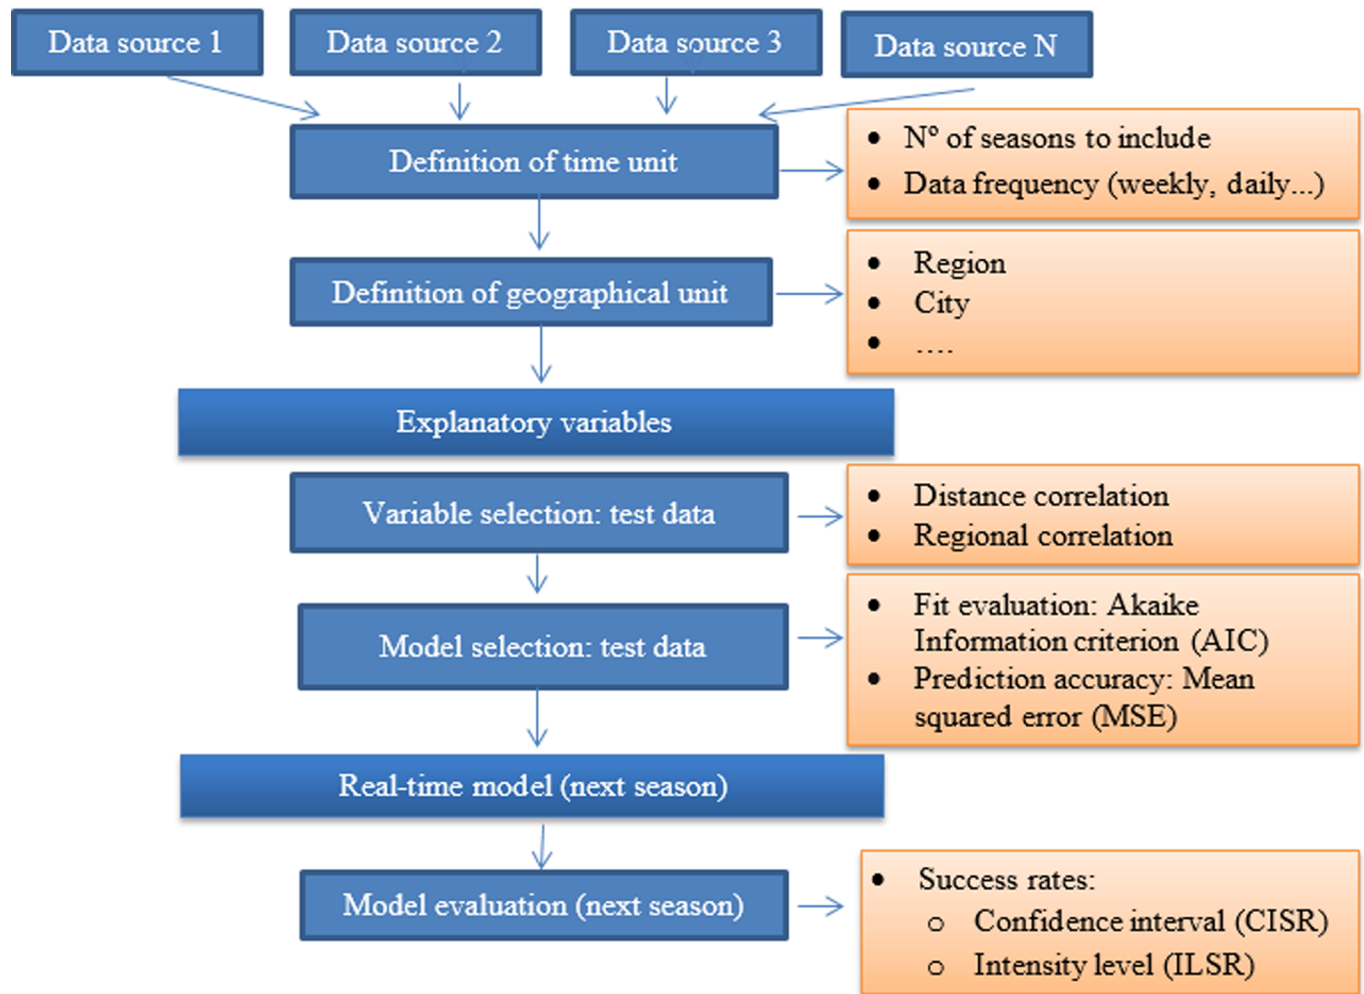 Data source 1
Data source 2
Data source 3
Data source N
Definition of time unit
• Nº of seasons to include
• Data frequency (weekly, daily...)
Definition of geographical unit
• Region
• City
• ....
Explanatory variables
Variable selection: test data
• Distance correlation
• Regional correlation
Model selection: test data
• Fit evaluation: Akaike
Information criterion (AIC)
• Prediction accuracy: Mean
squared error (MSE)
Real-time model (next season)
Model evaluation (next season)
• Success rates:
o Confidence interval (CISR)
o Intensity level (ILSR)